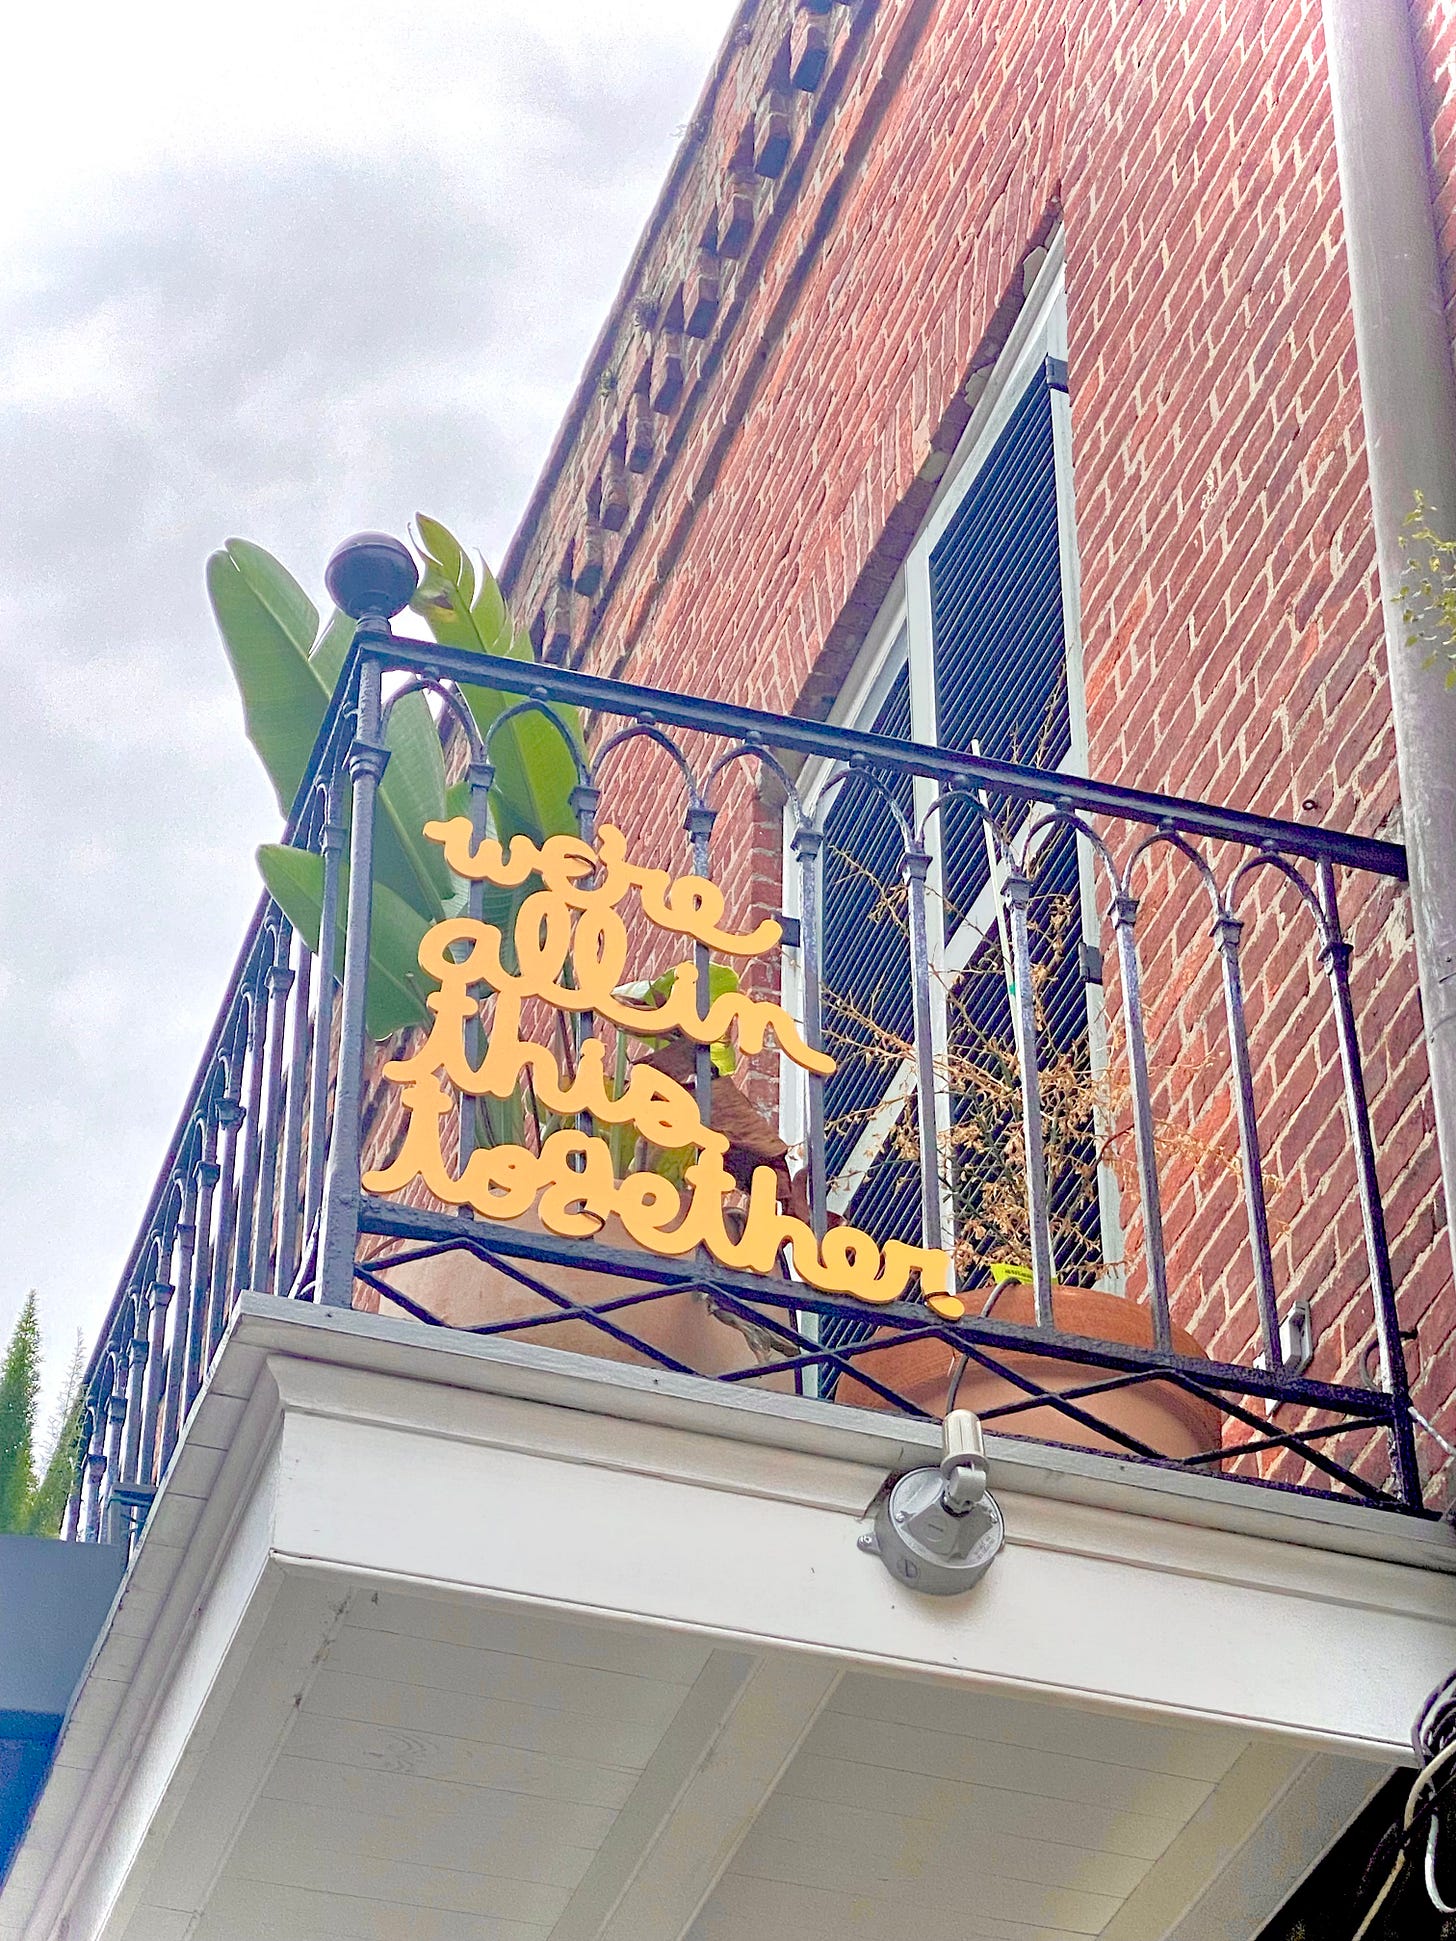 we're
all in
this,
together.